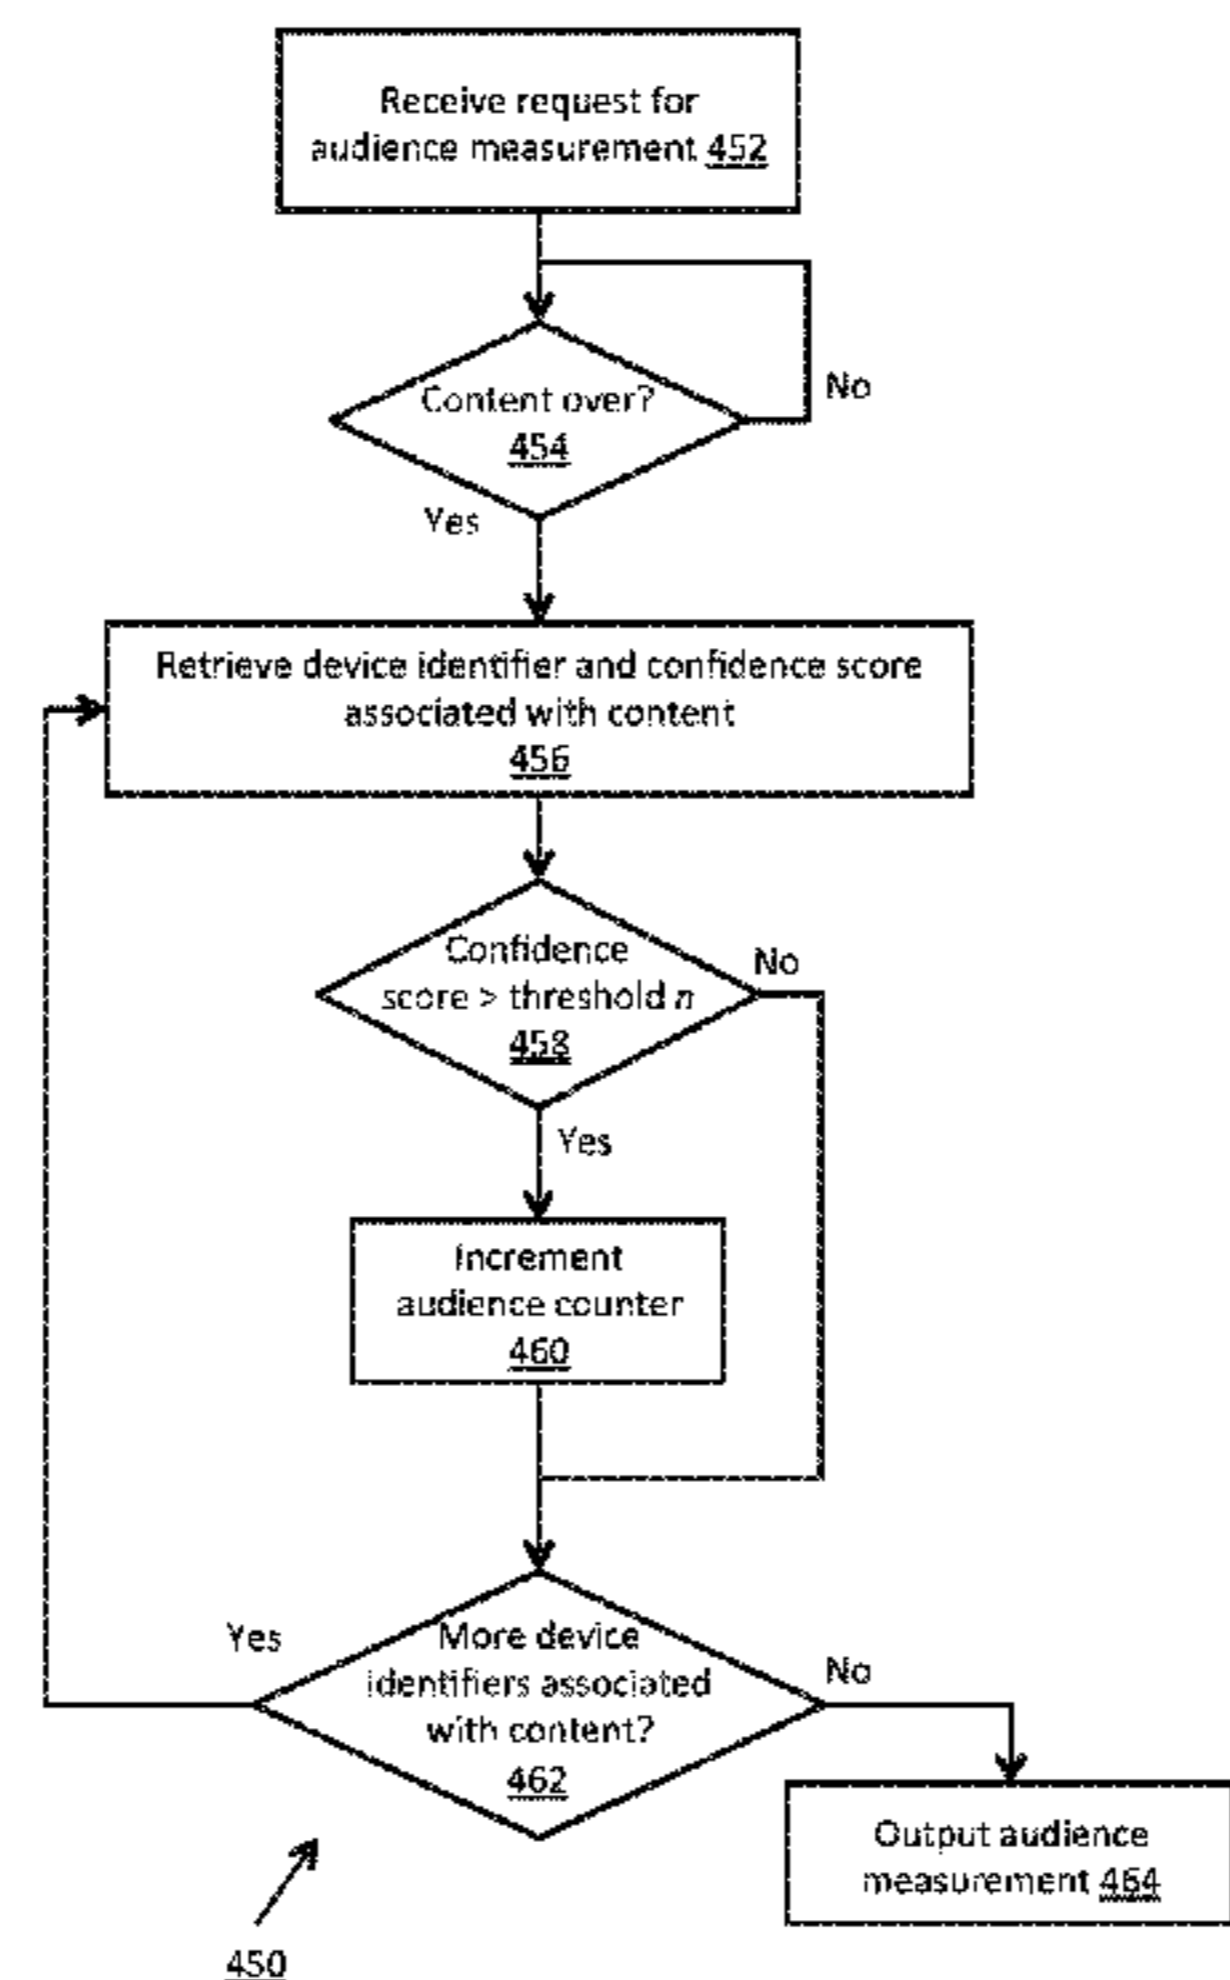 Receive request for
audience measurement 452
Content over?
454
No
Yes
Retrieve device identifier and confidence score
associated with content
456
Confidence
score > threshold n
458
No
Yes
Increment
audience counter
460
Yes
More device
identifiers associated
with content?
462
No
Output audience
measurement 464
450